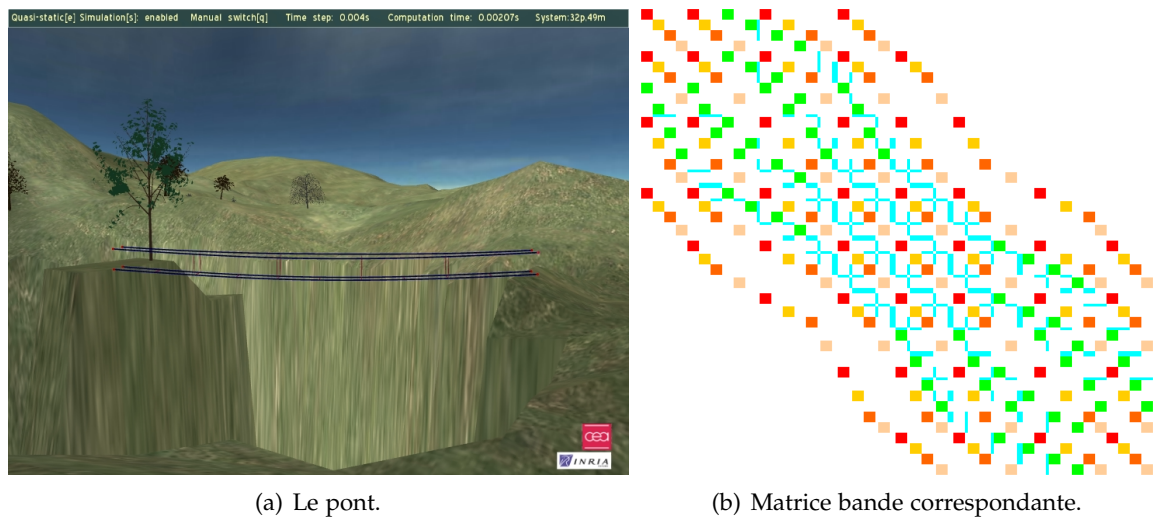 Quasi-static[e] Simulation[s]: enabled Manual switch[q] Time step: 0.004s Computation time: 0.00207s System:32p.49m
cea
INRIA
(a) Le pont.
(b) Matrice bande correspondante.